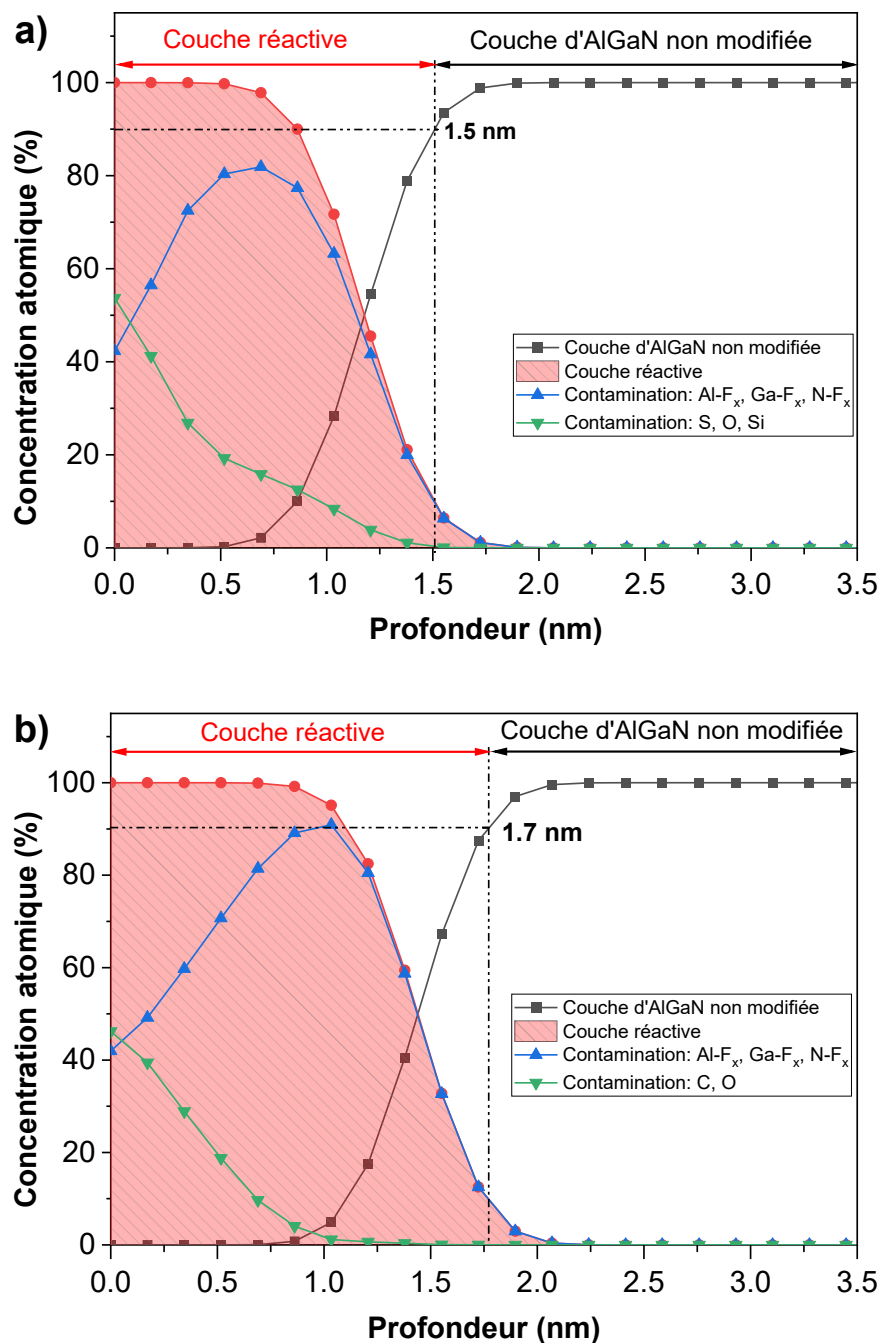 a)
Couche réactive
Couche d'AlGaN non modifiée
100
80
60
40
20
0
Concentration atomique (%)
1.5 nm
Couche d'AlGaN non modifiée
Couche réactive
Contamination: Al-Fx, Ga-Fx, N-Fx
Contamination: S, O, Si
0.0 0.5 1.0 1.5 2.0 2.5 3.0 3.5
Profondeur (nm)
b)
Couche réactive
Couche d'AlGaN non modifiée
100
80
60
40
20
0
Concentration atomique (%)
1.7 nm
Couche d'AlGaN non modifiée
Couche réactive
Contamination: Al-Fx, Ga-Fx, N-Fx
Contamination: C, O
0.0 0.5 1.0 1.5 2.0 2.5 3.0 3.5
Profondeur (nm)